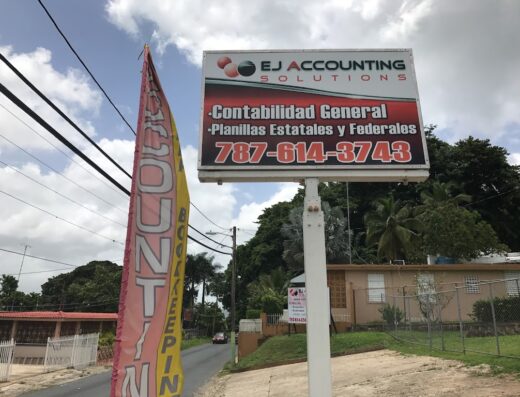 EJ ACCOUNTING
SOLUTIONS
•Contabilidad General
•Planillas Estatales y Federales
787-614-3743
ACCOUNTIN
BOOKKEEPIN